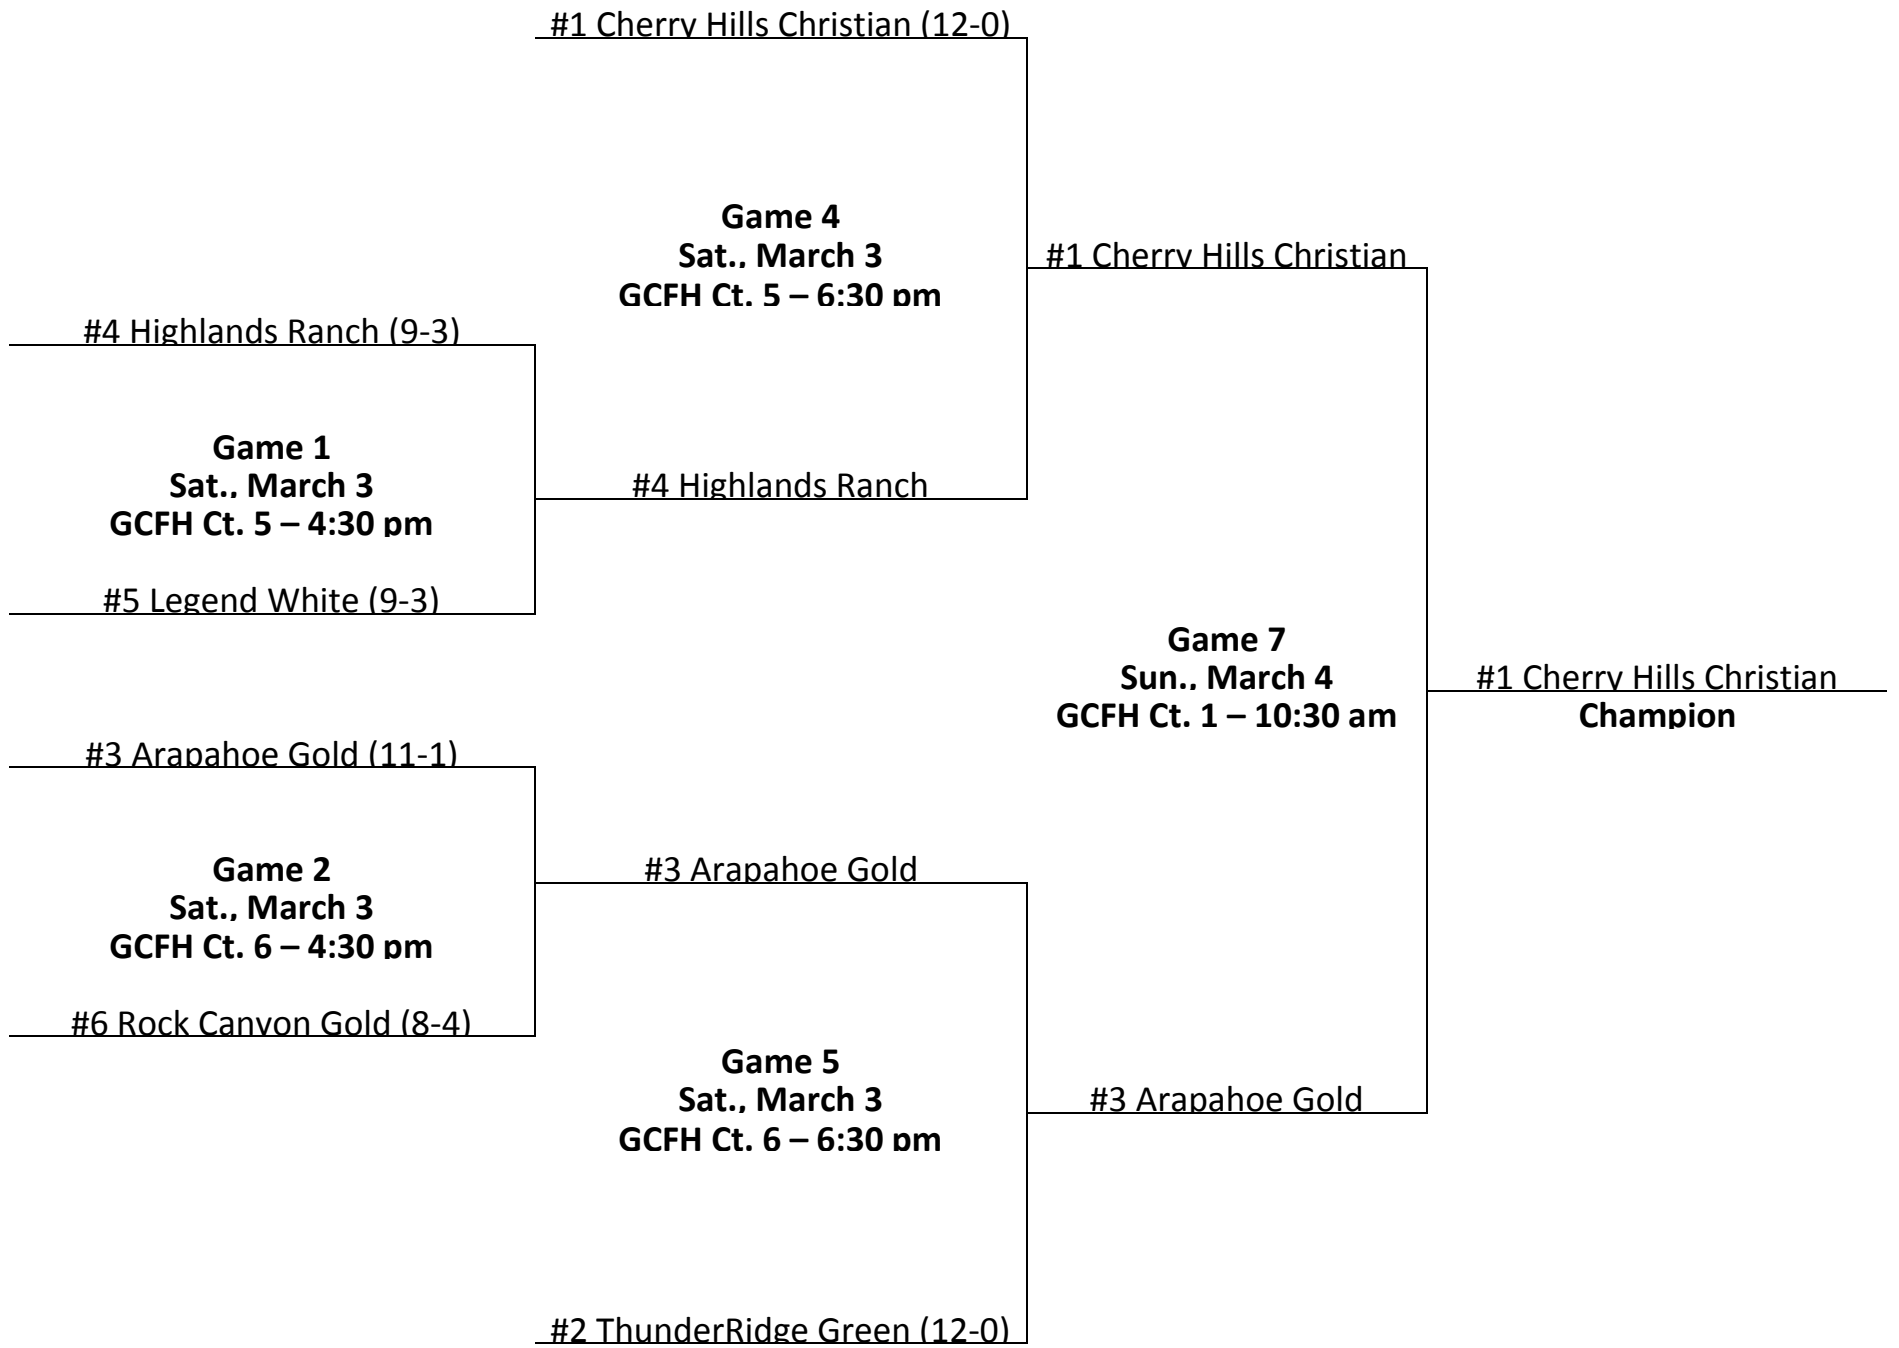 #1 Cherry Hills Christian (12-0)
Game 4
Sat., March 3
GCFH Ct. 5 – 6:30 pm
#1 Cherry Hills Christian
#4 Highlands Ranch (9-3)
Game 1
Sat., March 3
GCFH Ct. 5 – 4:30 pm
#4 Highlands Ranch
#5 Legend White (9-3)
Game 7
Sun., March 4
GCFH Ct. 1 – 10:30 am
#1 Cherry Hills Christian
Champion
#3 Arapahoe Gold (11-1)
Game 2
Sat., March 3
GCFH Ct. 6 – 4:30 pm
#3 Arapahoe Gold
#6 Rock Canyon Gold (8-4)
Game 5
Sat., March 3
GCFH Ct. 6 – 6:30 pm
#3 Arapahoe Gold
#2 ThunderRidge Green (12-0)